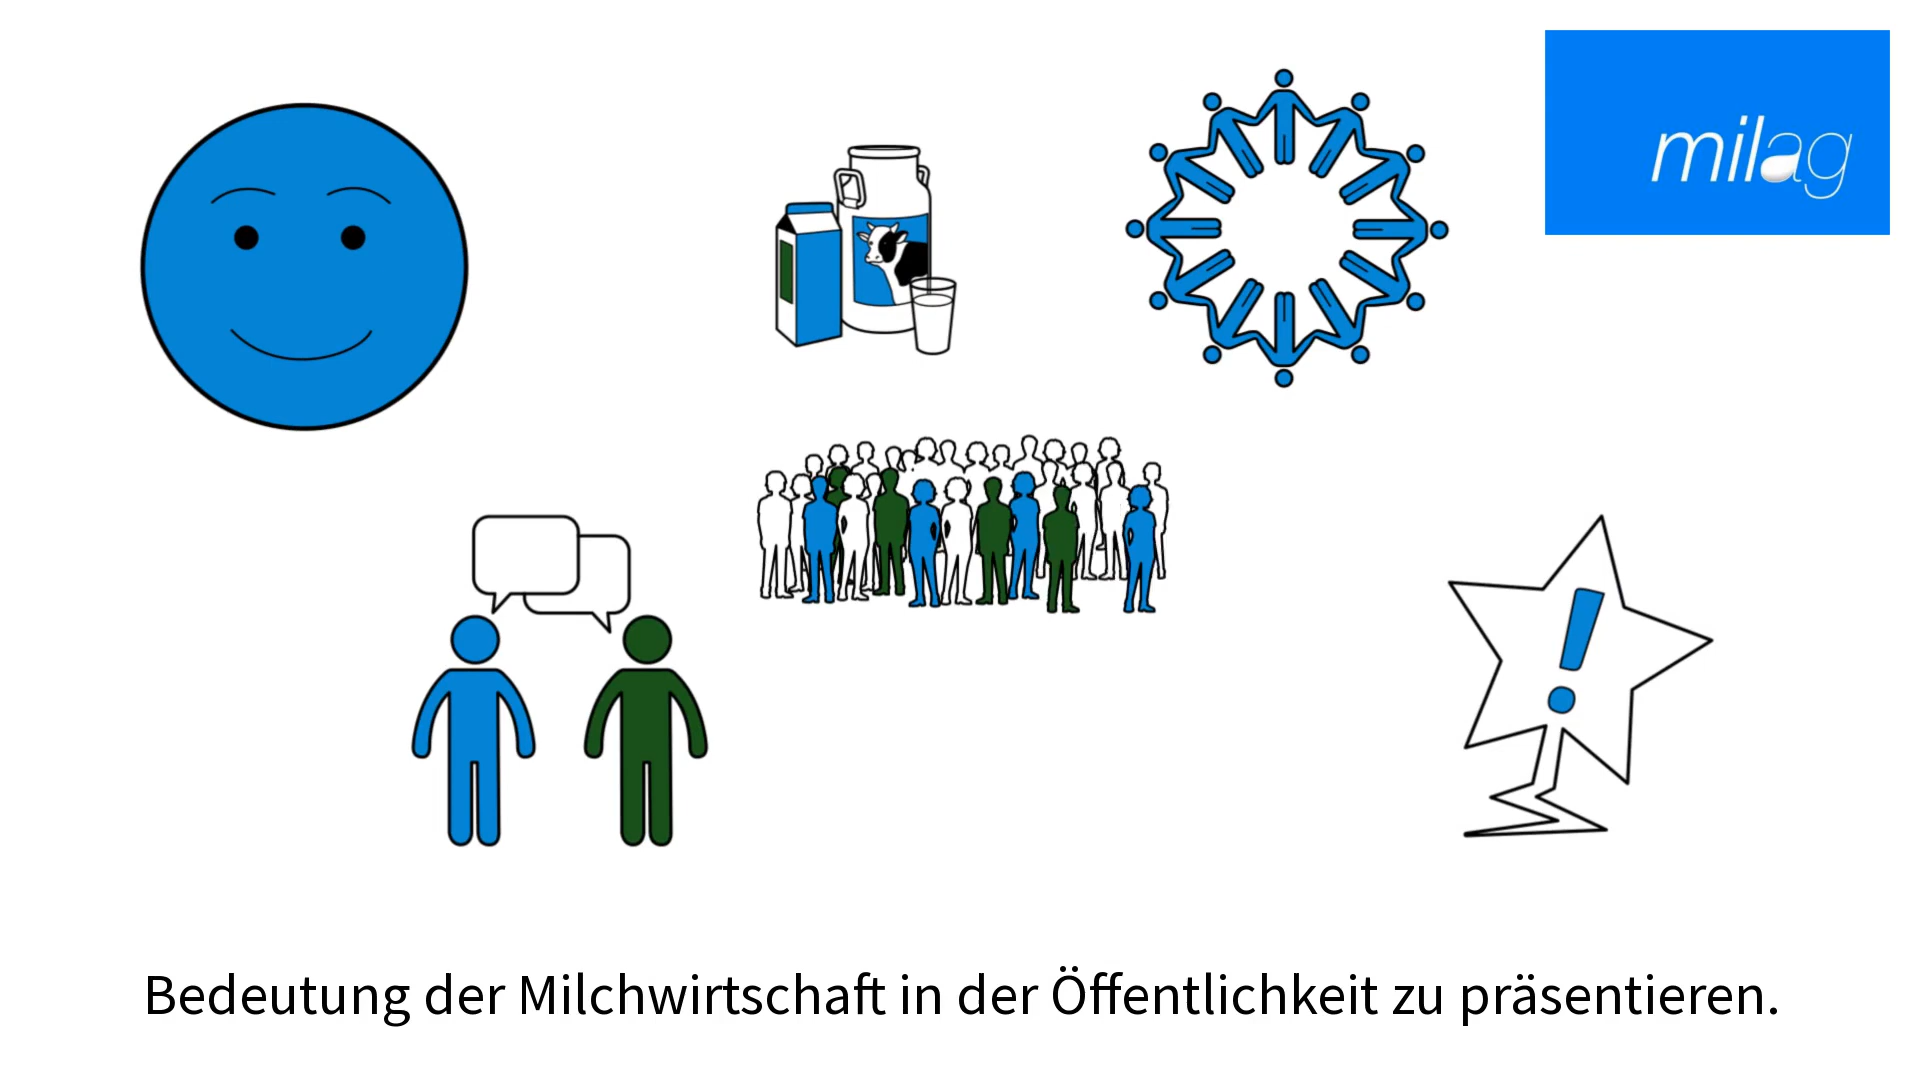 milag
Bedeutung der Milchwirtschaft in der Öffentlichkeit zu präsentieren.